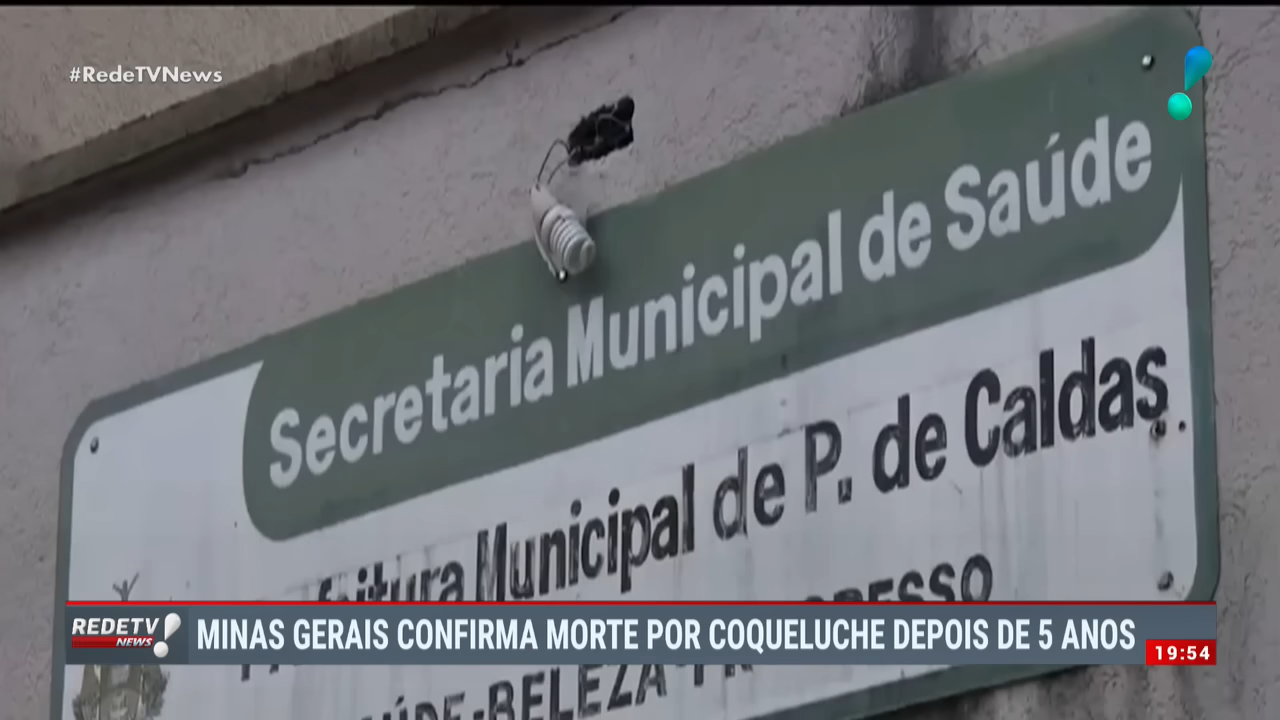 #RedeTVNews
Secretaria Municipal de Saúde
Municipal de P. de Caldas.
REDETV!
NEWS
MINAS GERAIS CONFIRMA MORTE POR COQUELUCHE DEPOIS DE 5 ANOS
19:54
BELEZA